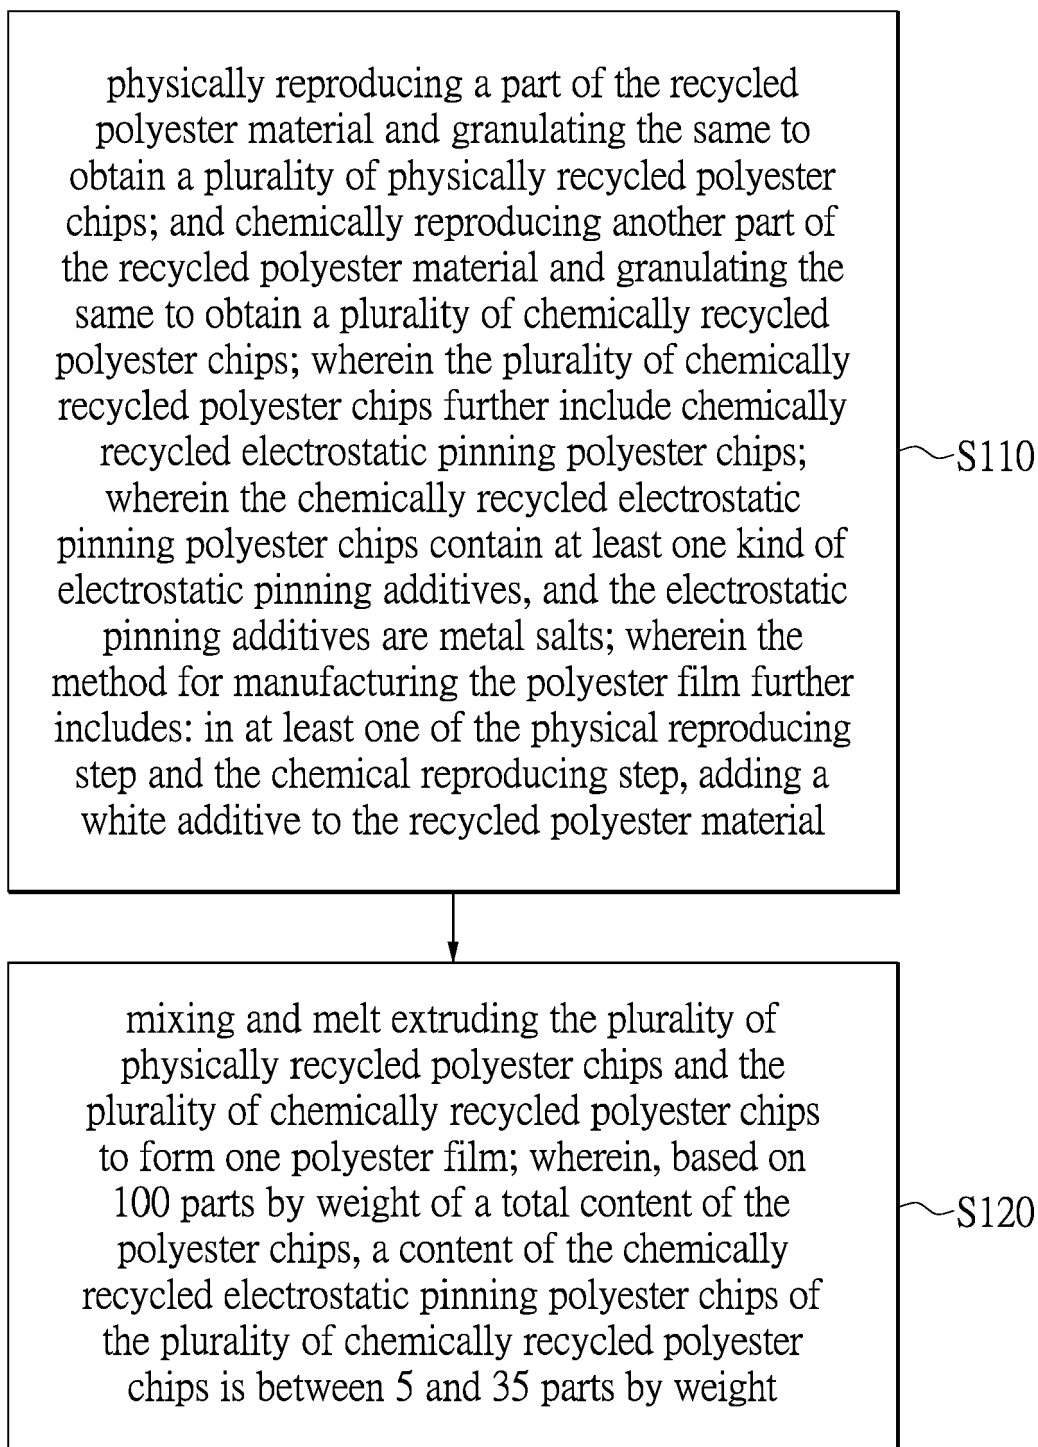 physically reproducing a part of the recycled
polyester material and granulating the same to
obtain a plurality of physically recycled polyester
chips; and chemically reproducing another part of
the recycled polyester material and granulating the
same to obtain a plurality of chemically recycled
polyester chips; wherein the plurality of chemically
recycled polyester chips further include chemically
recycled electrostatic pinning polyester chips;
wherein the chemically recycled electrostatic
pinning polyester chips contain at least one kind of
electrostatic pinning additives, and the electrostatic
pinning additives are metal salts; wherein the
method for manufacturing the polyester film further
includes: in at least one of the physical reproducing
step and the chemical reproducing step, adding a
white additive to the recycled polyester material
S110
mixing and melt extruding the plurality of
physically recycled polyester chips and the
plurality of chemically recycled polyester chips
to form one polyester film; wherein, based on
100 parts by weight of a total content of the
polyester chips, a content of the chemically
recycled electrostatic pinning polyester chips of
the plurality of chemically recycled polyester
chips is between 5 and 35 parts by weight
S120